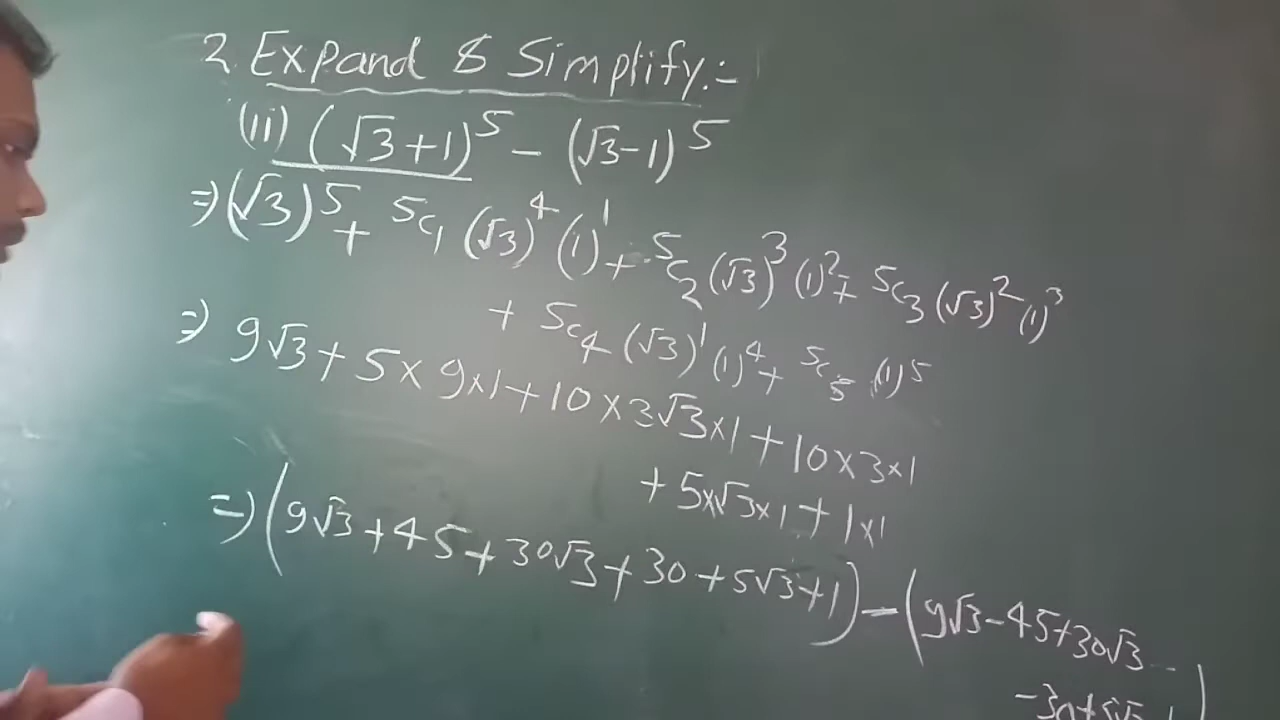 2. Expand & Simplify:-
(ii) (√3+1)^5 - (√3-1)^5
⇒ (√3)^5 + 5c1 (√3)^4 (1)^1 + 5c2 (√3)^3 (1)^2 + 5c3 (√3)^2 (1)^3
+ 5c4 (√3)^1 (1)^4 + 5c5 (1)^5
⇒ 9√3 + 5×9×1 + 10×3√3×1 + 10×3×1
+ 5×√3×1 + 1×1
⇒ (9√3 + 45 + 30√3 + 30 + 5√3 + 1) - (9√3 - 45 + 30√3
- 30 + 5√3